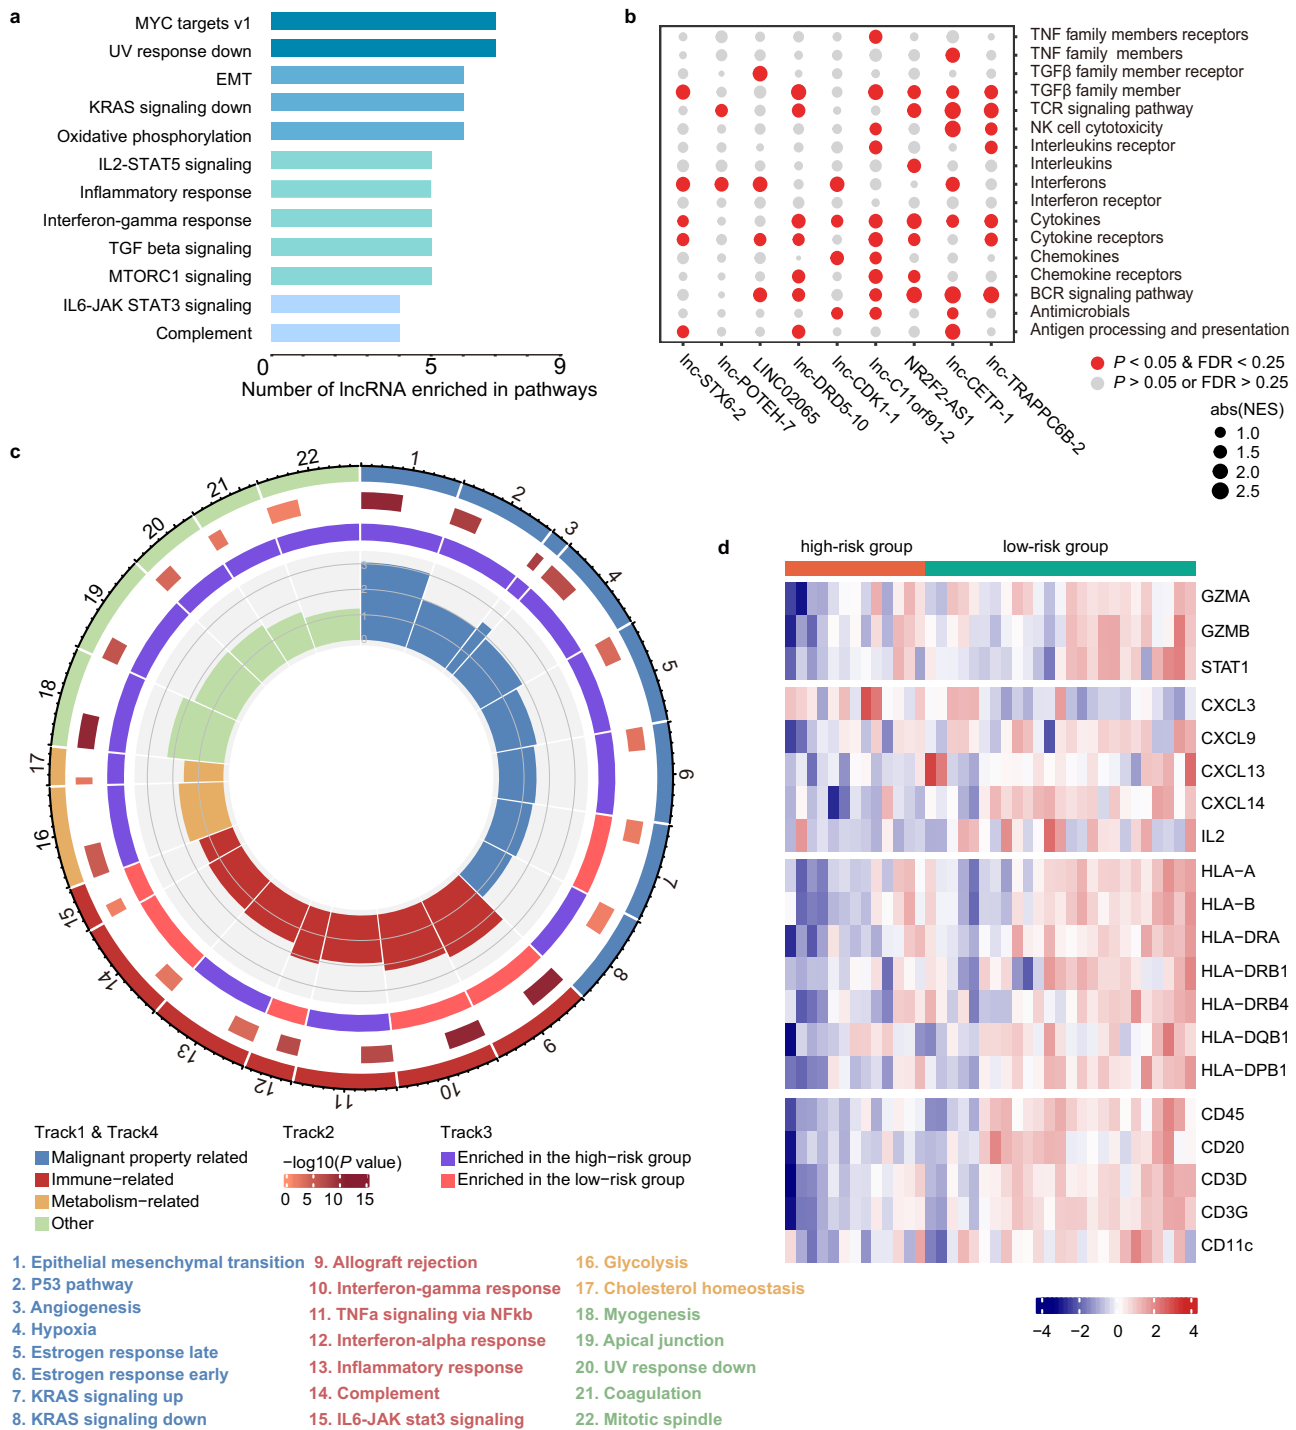 a
MYC targets v1
UV response down
EMT
KRAS signaling down
Oxidative phosphorylation
IL2-STAT5 signaling
Inflammatory response
Interferon-gamma response
TGF beta signaling
MTORC1 signaling
IL6-JAK STAT3 signaling
Complement
0 5 9
Number of lncRNA enriched in pathways
b
TNF family members receptors
TNF family members
TGFβ family member receptor
TGFβ family member
TCR signaling pathway
NK cell cytotoxicity
Interleukins receptor
Interleukins
Interferons
Interferon receptor
Cytokines
Cytokine receptors
Chemokines
Chemokine receptors
BCR signaling pathway
Antimicrobials
Antigen processing and presentation
lnc-STX6-2
lnc-POTEH-7
LINC02065
lnc-DRD5-10
lnc-CDK1-1
lnc-C11orf91-2
NR2F2-AS1
lnc-CETP-1
lnc-TRAPPC6B-2
P < 0.05 & FDR < 0.25
P > 0.05 or FDR > 0.25
abs(NES)
1.0
1.5
2.0
2.5
c
1
2
3
4
5
6
7
8
9
10
11
12
13
14
15
16
17
18
19
20
21
22
3
2
1
0
Track1 & Track4
Malignant property related
Immune−related
Metabolism−related
Other
Track2
−log10(P value)
0 5 10 15
Track3
Enriched in the high−risk group
Enriched in the low−risk group
1. Epithelial mesenchymal transition
2. P53 pathway
3. Angiogenesis
4. Hypoxia
5. Estrogen response late
6. Estrogen response early
7. KRAS signaling up
8. KRAS signaling down
9. Allograft rejection
10. Interferon-gamma response
11. TNFa signaling via NFkb
12. Interferon-alpha response
13. Inflammatory response
14. Complement
15. IL6-JAK stat3 signaling
16. Glycolysis
17. Cholesterol homeostasis
18. Myogenesis
19. Apical junction
20. UV response down
21. Coagulation
22. Mitotic spindle
d
high-risk group low-risk group
GZMA
GZMB
STAT1
CXCL3
CXCL9
CXCL13
CXCL14
IL2
HLA−A
HLA−B
HLA−DRA
HLA−DRB1
HLA−DRB4
HLA−DQB1
HLA−DPB1
CD45
CD20
CD3D
CD3G
CD11c
−4 −2 0 2 4